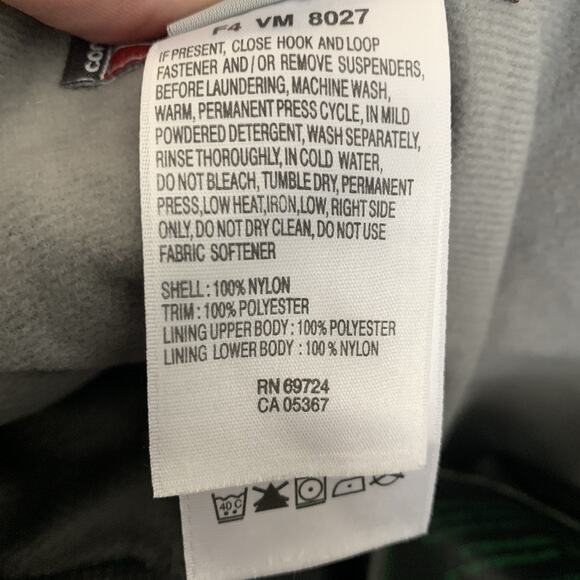 F4 VM 8027
IF PRESENT, CLOSE HOOK AND LOOP
FASTENER AND/OR REMOVE SUSPENDERS,
BEFORE LAUNDERING, MACHINE WASH,
WARM, PERMANENT PRESS CYCLE, IN MILD
POWDERED DETERGENT, WASH SEPARATELY,
RINSE THOROUGHLY, IN COLD WATER,
DO NOT BLEACH, TUMBLE DRY, PERMANENT
PRESS, LOW HEAT, IRON, LOW, RIGHT SIDE
ONLY, DO NOT DRY CLEAN, DO NOT USE
FABRIC SOFTENER
SHELL : 100% NYLON
TRIM : 100% POLYESTER
LINING UPPER BODY : 100% POLYESTER
LINING LOWER BODY : 100% NYLON
RN 69724
CA 05367
40 C